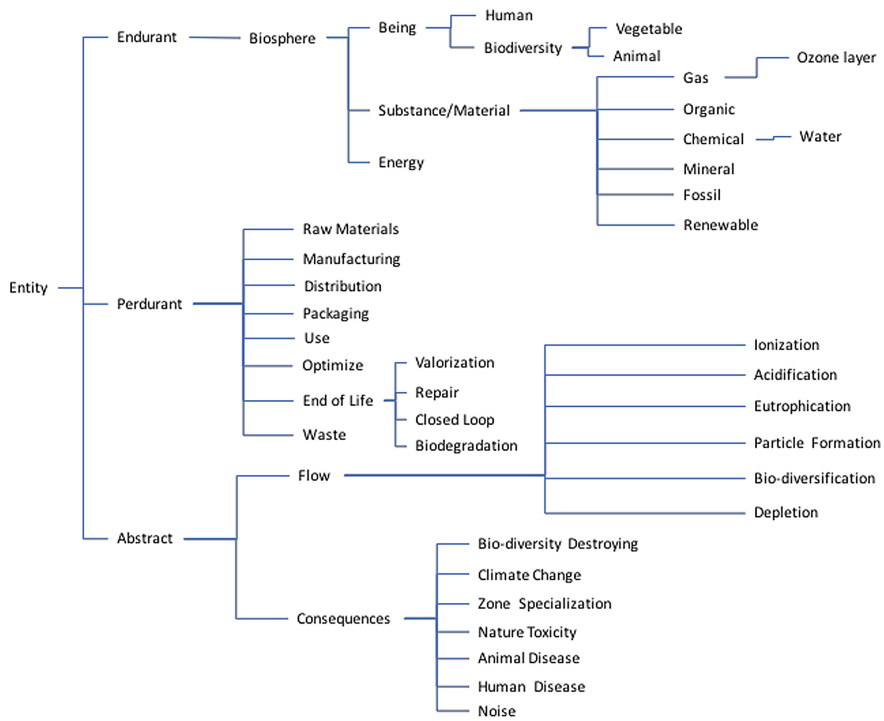 Entity
Endurant
Biosphere
Being
Human
Biodiversity
Vegetable
Animal
Substance/Material
Gas
Ozone layer
Organic
Chemical
Water
Mineral
Fossil
Renewable
Energy
Perdurant
Raw Materials
Manufacturing
Distribution
Packaging
Use
Optimize
End of Life
Valorization
Repair
Closed Loop
Biodegradation
Waste
Abstract
Flow
Ionization
Acidification
Eutrophication
Particle Formation
Bio-diversification
Depletion
Consequences
Bio-diversity Destroying
Climate Change
Zone Specialization
Nature Toxicity
Animal Disease
Human Disease
Noise